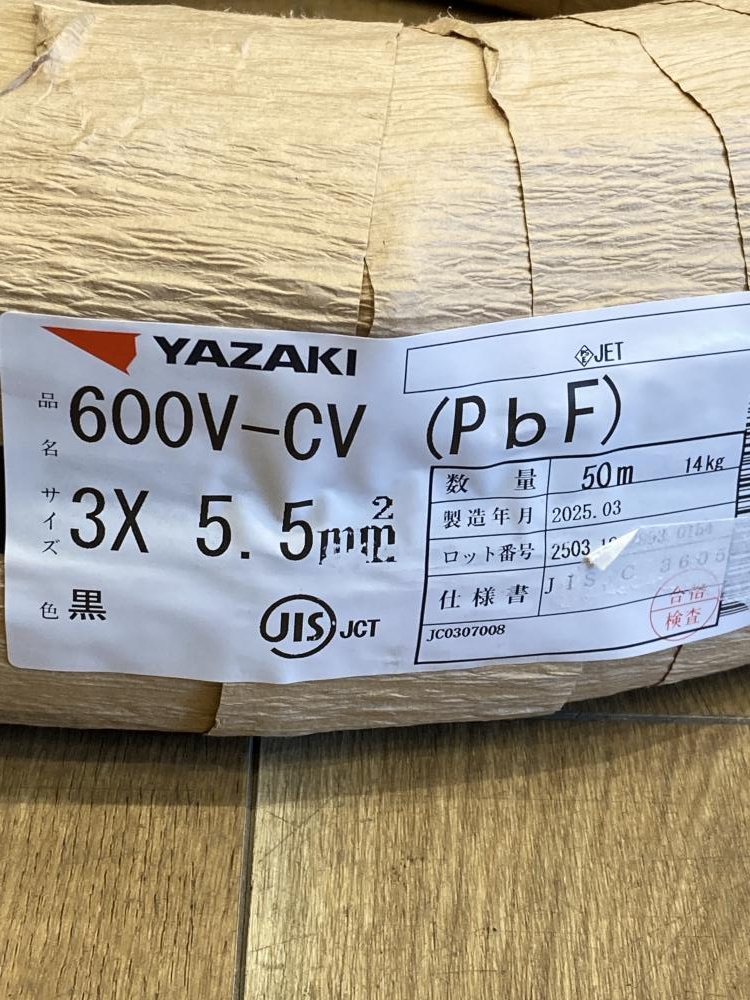 YAZAKI
PS E JET
品名 600V-CV (PbF)
サイズ 3X 5.5mm²
色 黒
JIS JCT
数量 50m 14kg
製造年月 2025.03
ロット番号 2503
仕様書 JIS C 3605
JC0307008
合格
検査